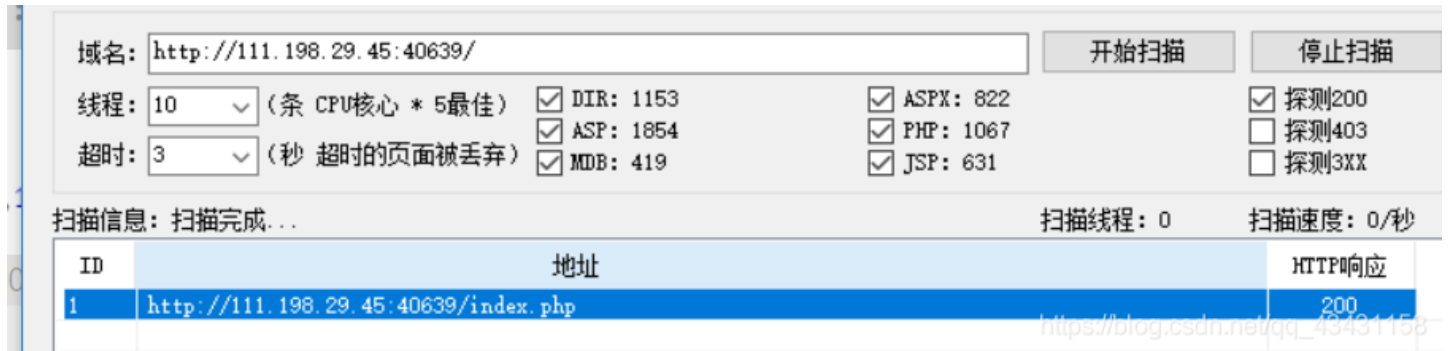 域名: http://111.198.29.45:40639/ 开始扫描 停止扫描
线程: 10 (条 CPU核心 * 5最佳) DIR: 1153 ASPX: 822 探测200
ASP: 1854 PHP: 1067 探测403
超时: 3 (秒 超时的页面被丢弃) MDB: 419 JSP: 631 探测3XX
扫描信息: 扫描完成... 扫描线程: 0 扫描速度: 0/秒
ID 地址 HTTP响应
1 http://111.198.29.45:40639/index.php 200
https://blog.csdn.net/qq_43431158